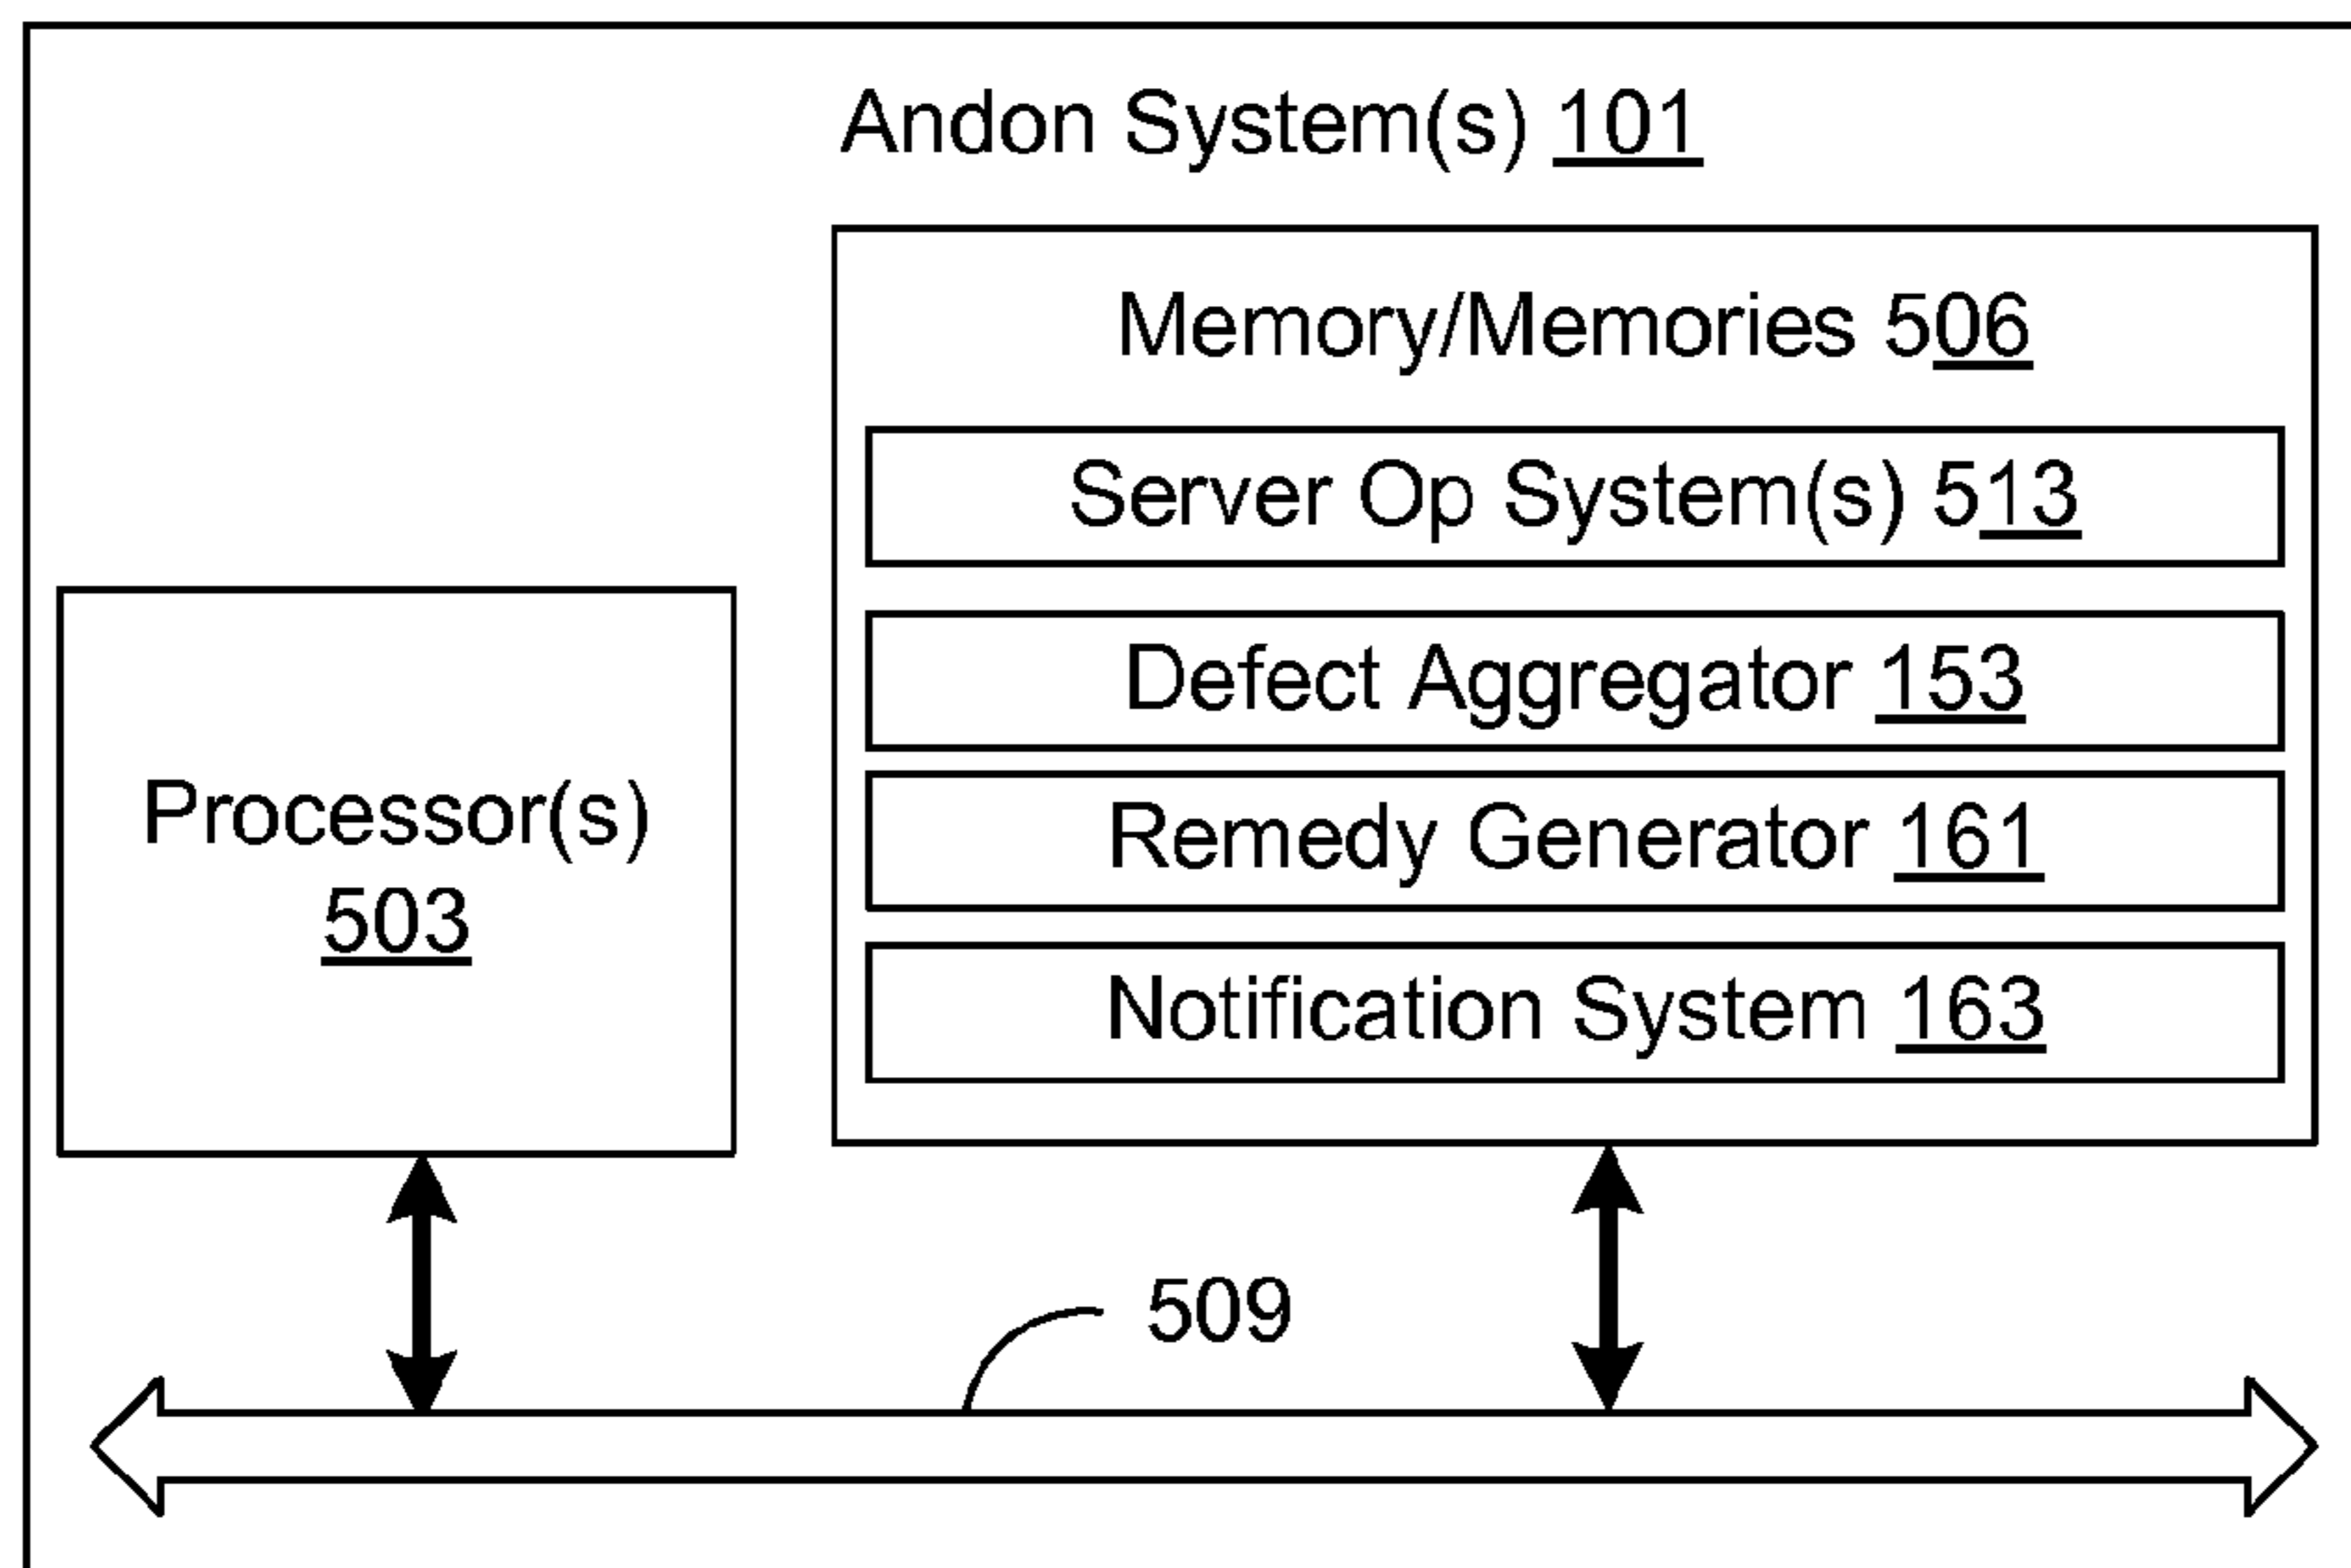 Andon System(s) 101
Memory/Memories 506
Server Op System(s) 513
Defect Aggregator 153
Remedy Generator 161
Notification System 163
Processor(s)
503
509